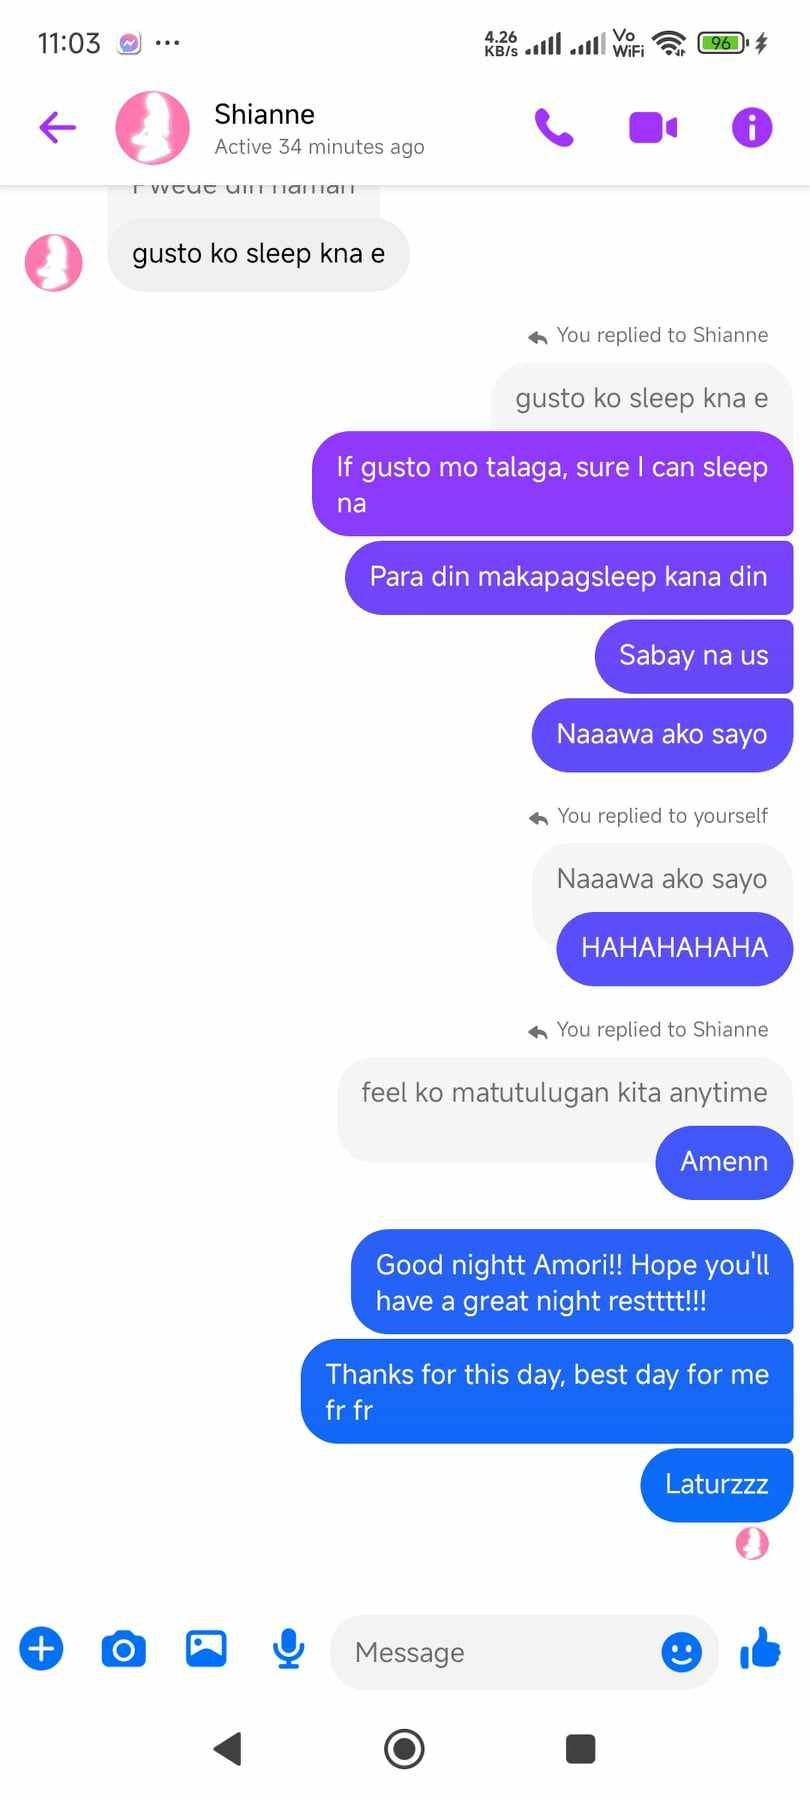 11:03
4.26
KB/s
Vo
WiFi
96
Shianne
Active 34 minutes ago
Pwede din naman
gusto ko sleep kna e
You replied to Shianne
gusto ko sleep kna e
If gusto mo talaga, sure I can sleep
na
Para din makapagsleep kana din
Sabay na us
Naaawa ako sayo
You replied to yourself
Naaawa ako sayo
HAHAHAHAHA
You replied to Shianne
feel ko matutulugan kita anytime
Amenn
Good nightt Amori!! Hope you'll
have a great night restttt!!!
Thanks for this day, best day for me
fr fr
Laturzzz
Message